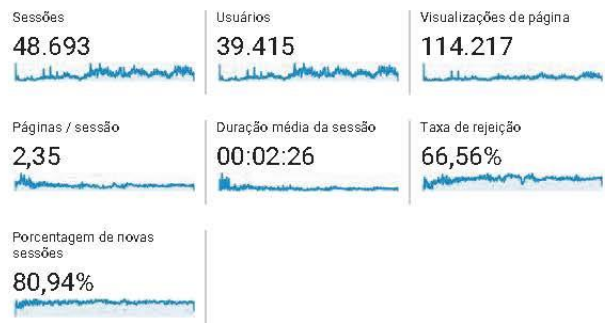 Sessões
48.693
Usuários
39.415
Visualizações de página
114.217
Páginas / sessão
2,35
Duração média da sessão
00:02:26
Taxa de rejeição
66,56%
Porcentagem de novas
sessões
80,94%